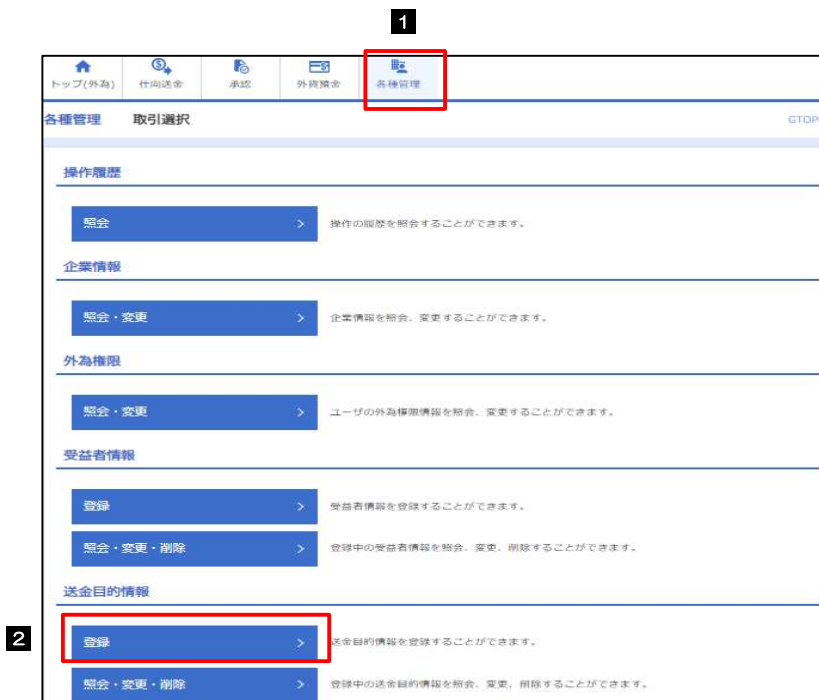 1
トップ(外為) 仕向送金 承認 外貨預金 各種管理
各種管理 取引選択 GTOP
操作履歴
照会 > 操作の履歴を照会することができます。
企業情報
照会・変更 > 企業情報を照会、変更することができます。
外為権限
照会・変更 > ユーザの外為権限情報を照会、変更することができます。
受益者情報
登録 > 受益者情報を登録することができます。
照会・変更・削除 > 登録中の受益者情報を照会、変更、削除することができます。
送金目的情報
2
登録 > 送金目的情報を登録することができます。
照会・変更・削除 > 登録中の送金目的情報を照会、変更、削除することができます。